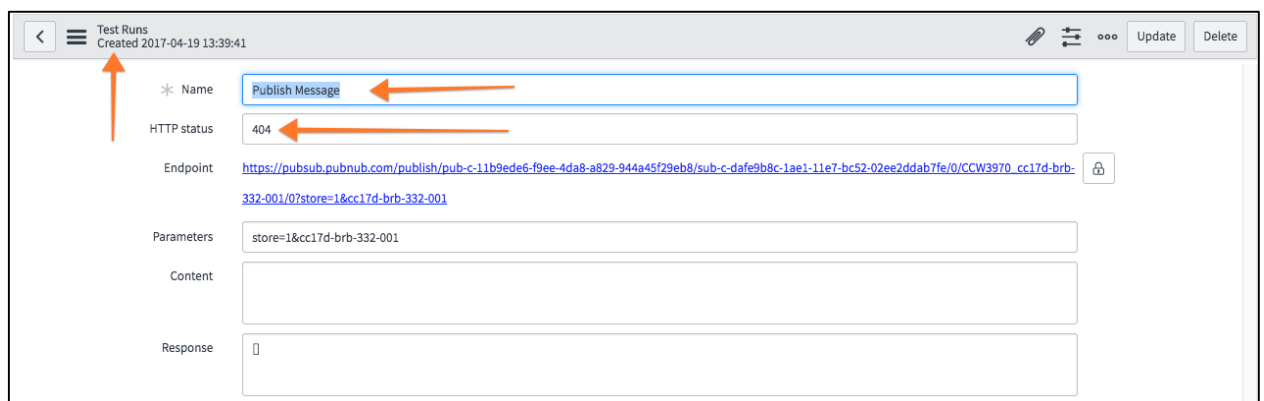 Test Runs
Created 2017-04-19 13:39:41
Update
Delete
Name
Publish Message
HTTP status
404
Endpoint
https://pubsub.pubnub.com/publish/pub-c-11b9ede6-f9ee-4da8-a829-944a45f29eb8/sub-c-dafe9b8c-1ae1-11e7-bc52-02ee2ddab7fe/0/CCW3970_cc17d-brb-
332-001/0?store=1&cc17d-brb-332-001
Parameters
store=1&cc17d-brb-332-001
Content
Response
[]